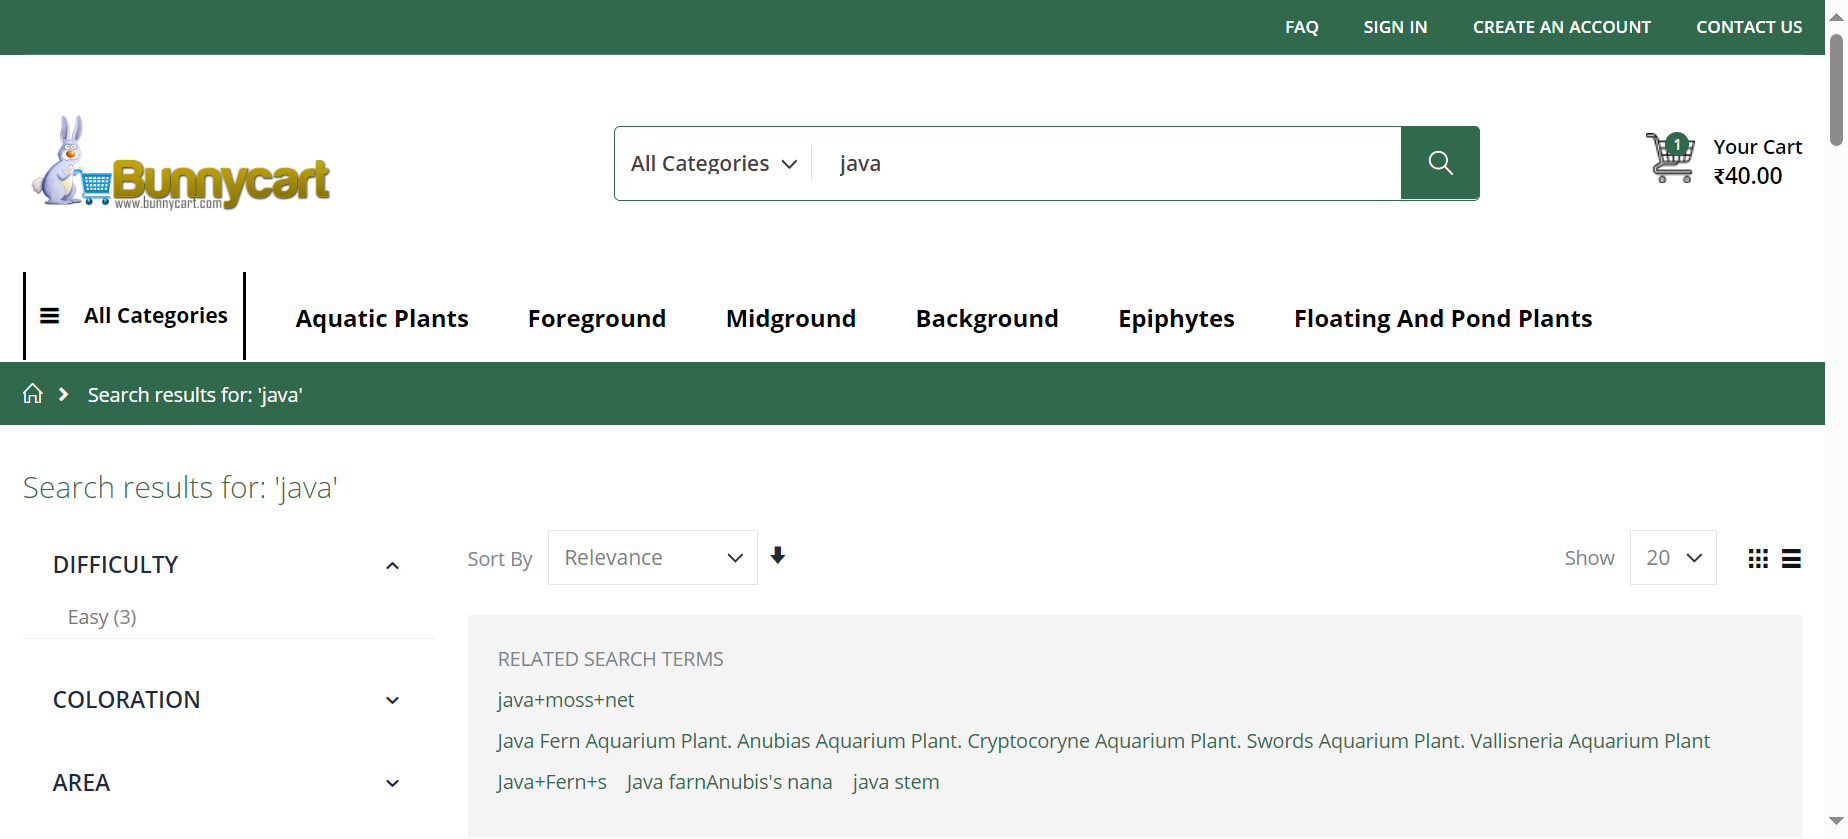 FAQ SIGN IN CREATE AN ACCOUNT CONTACT US
Bunnycart
www.bunnycart.com
All Categories java
1
Your Cart
₹40.00
All Categories Aquatic Plants Foreground Midground Background Epiphytes Floating And Pond Plants
Search results for: 'java'
Search results for: 'java'
DIFFICULTY
Easy (3)
COLORATION
AREA
Sort By Relevance Show 20
RELATED SEARCH TERMS
java+moss+net
Java Fern Aquarium Plant. Anubias Aquarium Plant. Cryptocoryne Aquarium Plant. Swords Aquarium Plant. Vallisneria Aquarium Plant
Java+Fern+s Java farnAnubis's nana java stem